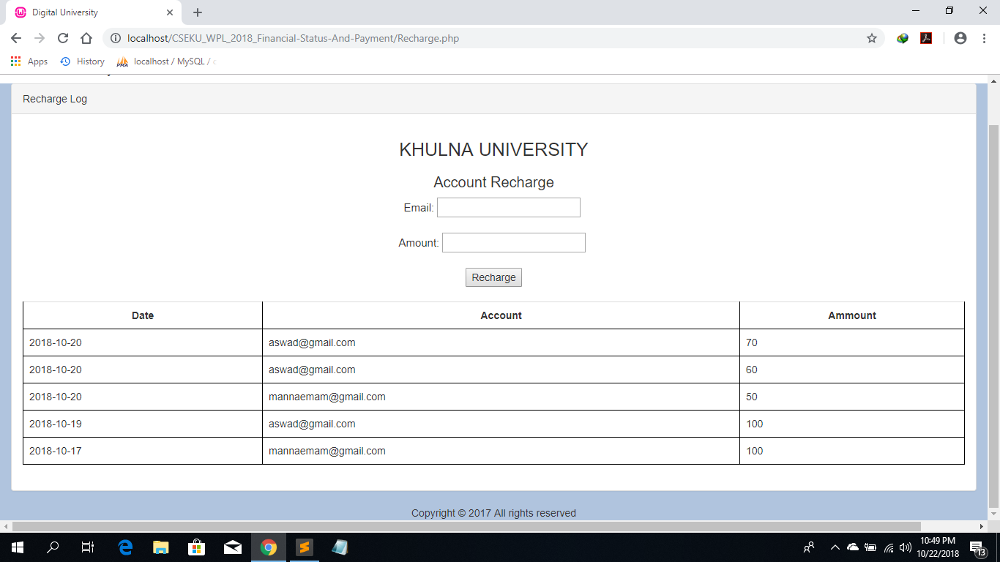 Digital University
localhost/CSEKU_WPL_2018_Financial-Status-And-Payment/Recharge.php
Apps History localhost / MySQL /
Recharge Log
KHULNA UNIVERSITY
Account Recharge
Email:
Amount:
Recharge
Date Account Ammount
2018-10-20 aswad@gmail.com 70
2018-10-20 aswad@gmail.com 60
2018-10-20 mannaemam@gmail.com 50
2018-10-19 aswad@gmail.com 100
2018-10-17 mannaemam@gmail.com 100
Copyright © 2017 All rights reserved
10:49 PM
10/22/2018
13